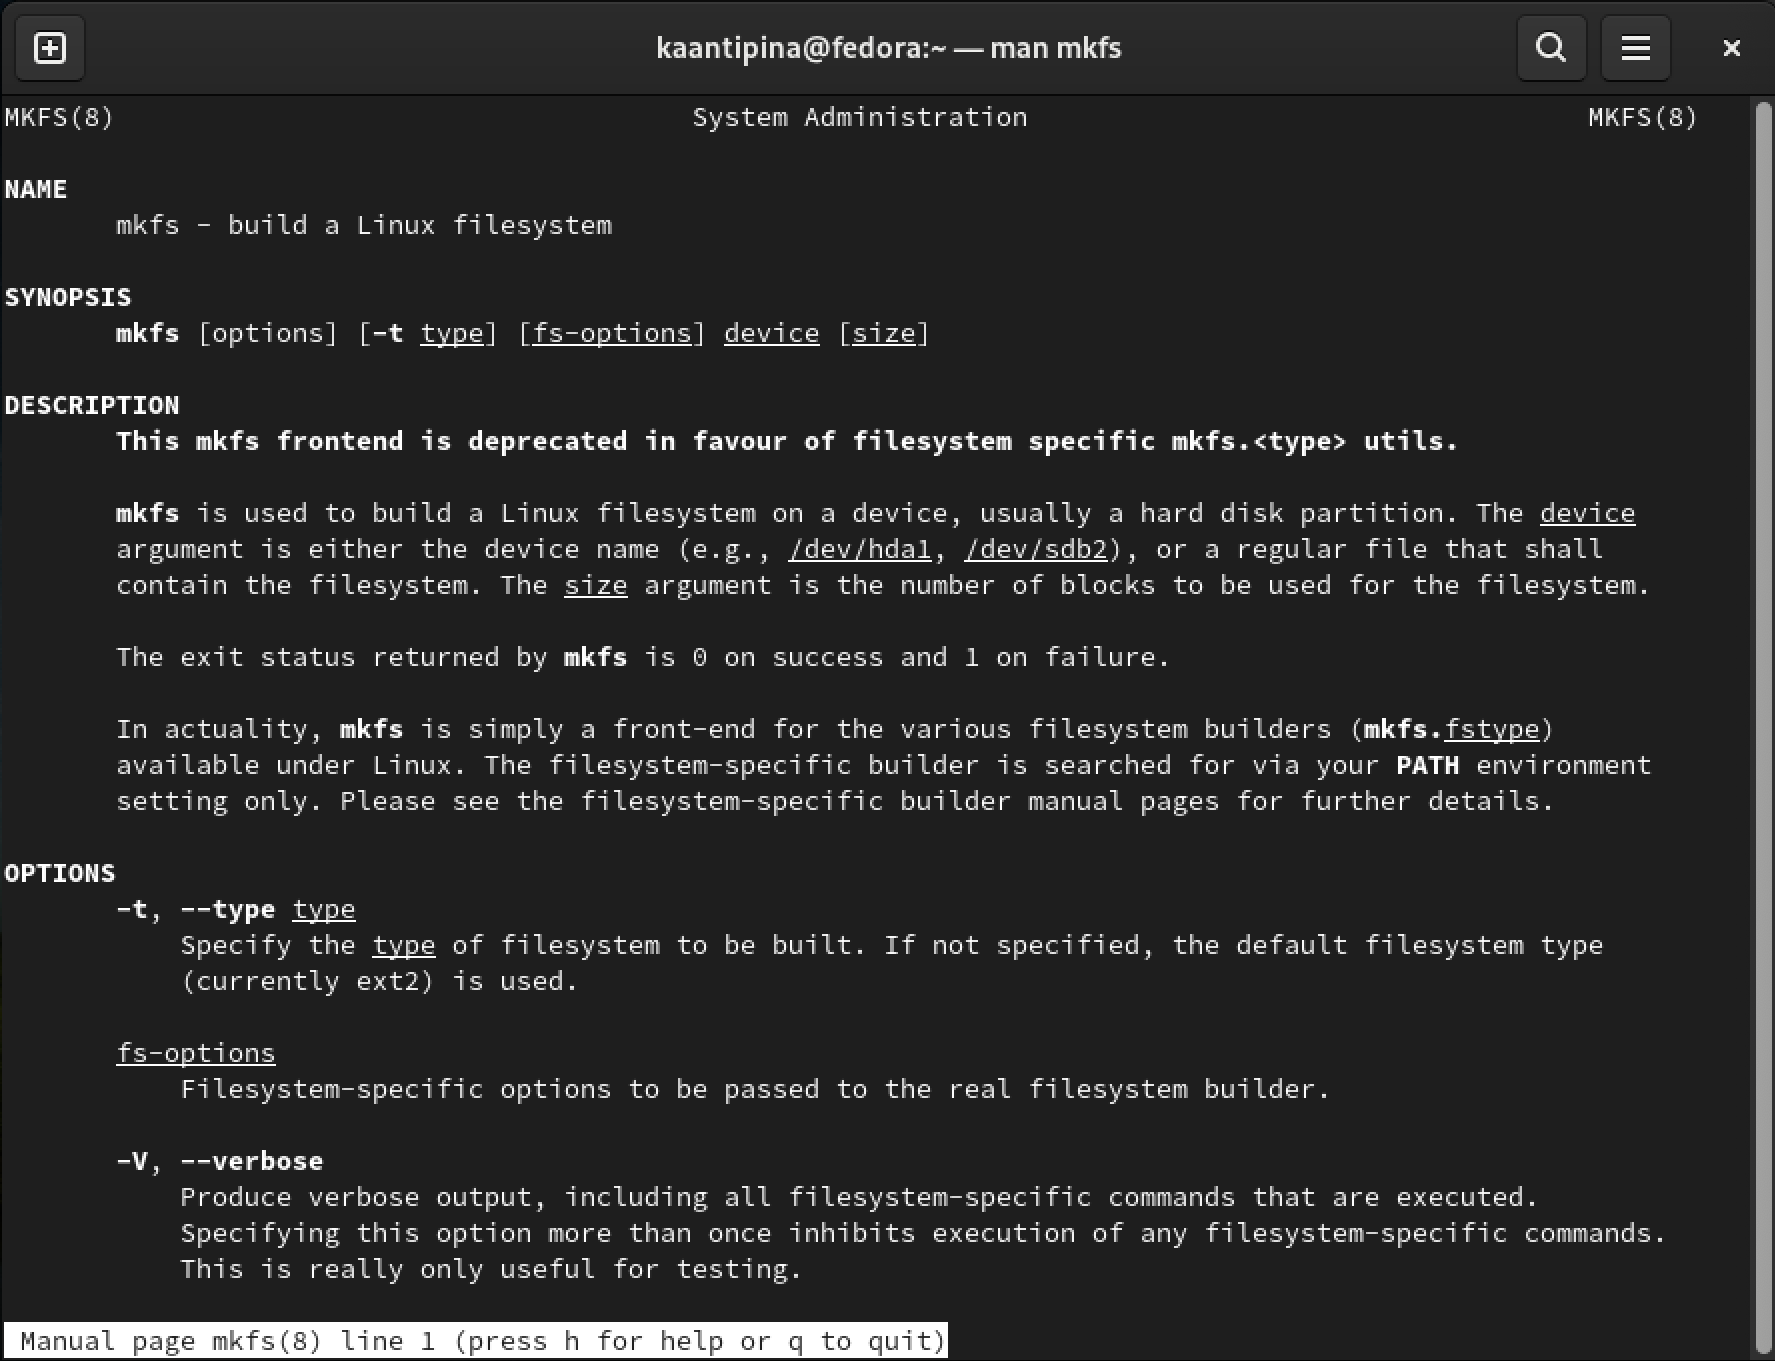 kaantipina@fedora:~ — man mkfs
MKFS(8) System Administration MKFS(8)
NAME
mkfs - build a Linux filesystem
SYNOPSIS
mkfs [options] [-t type] [fs-options] device [size]
DESCRIPTION
This mkfs frontend is deprecated in favour of filesystem specific mkfs.<type> utils.
mkfs is used to build a Linux filesystem on a device, usually a hard disk partition. The device
argument is either the device name (e.g., /dev/hda1, /dev/sdb2), or a regular file that shall
contain the filesystem. The size argument is the number of blocks to be used for the filesystem.
The exit status returned by mkfs is 0 on success and 1 on failure.
In actuality, mkfs is simply a front-end for the various filesystem builders (mkfs.fstype)
available under Linux. The filesystem-specific builder is searched for via your PATH environment
setting only. Please see the filesystem-specific builder manual pages for further details.
OPTIONS
-t, --type type
Specify the type of filesystem to be built. If not specified, the default filesystem type
(currently ext2) is used.
fs-options
Filesystem-specific options to be passed to the real filesystem builder.
-V, --verbose
Produce verbose output, including all filesystem-specific commands that are executed.
Specifying this option more than once inhibits execution of any filesystem-specific commands.
This is really only useful for testing.
Manual page mkfs(8) line 1 (press h for help or q to quit)